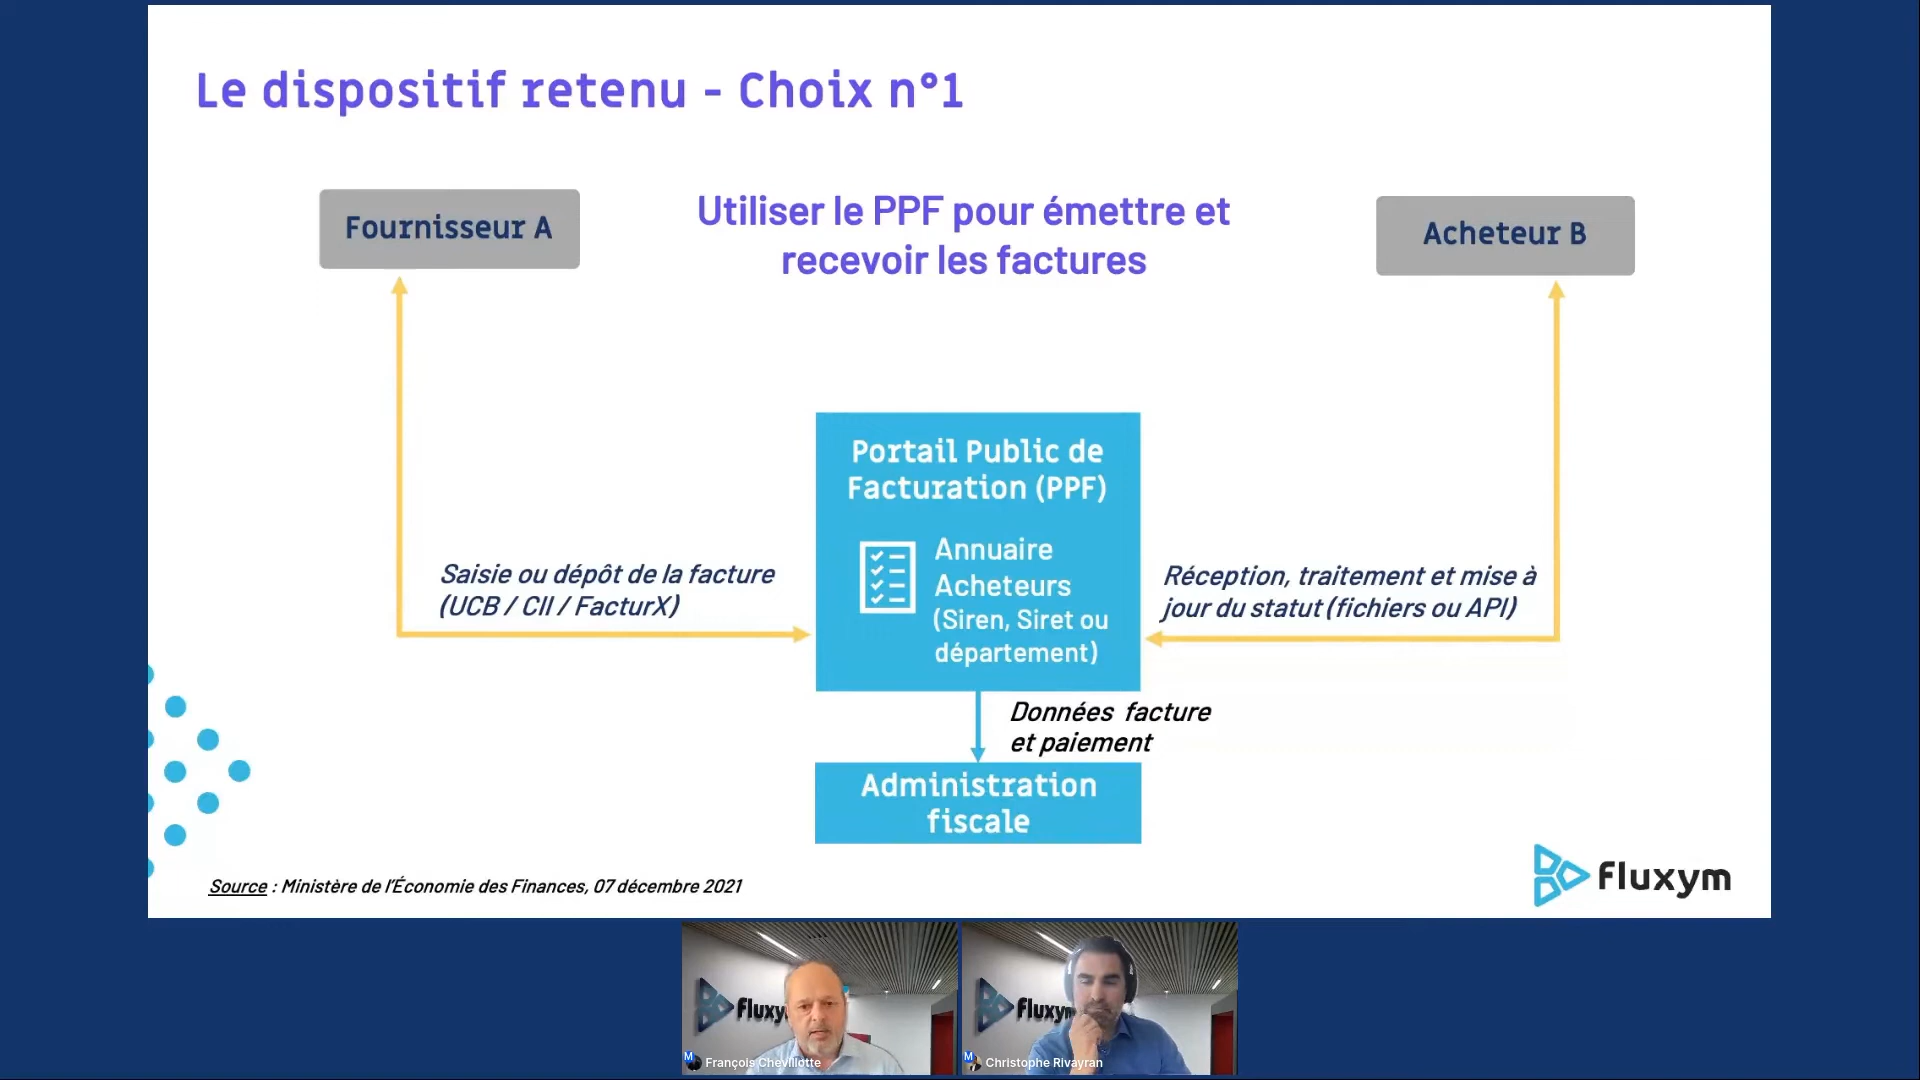 Le dispositif retenu - Choix n°1
Fournisseur A
Utiliser le PPF pour émettre et
recevoir les factures
Acheteur B
Portail Public de
Facturation (PPF)
Annuaire
Acheteurs
(Siren, Siret ou
département)
Saisie ou dépôt de la facture
(UCB / CII / FacturX)
Réception, traitement et mise à
jour du statut (fichiers ou API)
Données facture
et paiement
Administration
fiscale
Source : Ministère de l'Économie des Finances, 07 décembre 2021
fluxym
fluxy
fluxym
M
François Chevillotte
M
Christophe Rivayran